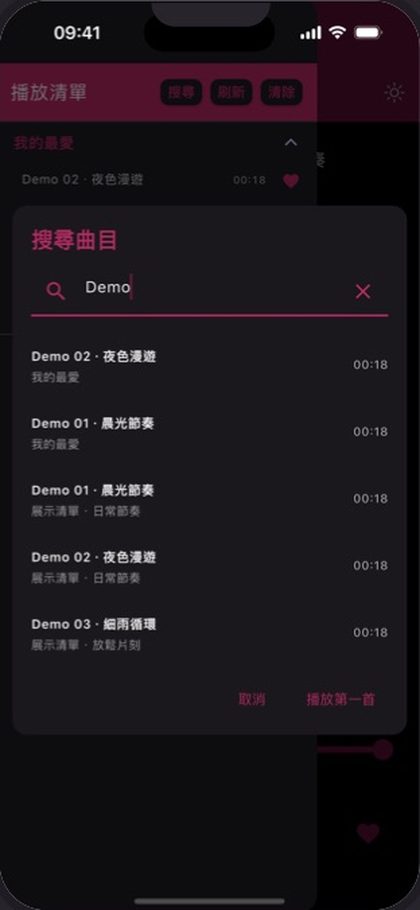 09:41
播放清單
搜尋 刷新 清除
我的最愛
Demo 02 · 夜色漫遊 00:18
奏
搜尋曲目
Demo
Demo 02 · 夜色漫遊 00:18
我的最愛
Demo 01 · 晨光節奏 00:18
我的最愛
Demo 01 · 晨光節奏 00:18
展示清單 · 日常節奏
Demo 02 · 夜色漫遊 00:18
展示清單 · 日常節奏
Demo 03 · 細雨循環 00:18
展示清單 · 放鬆片刻
取消 播放第一首